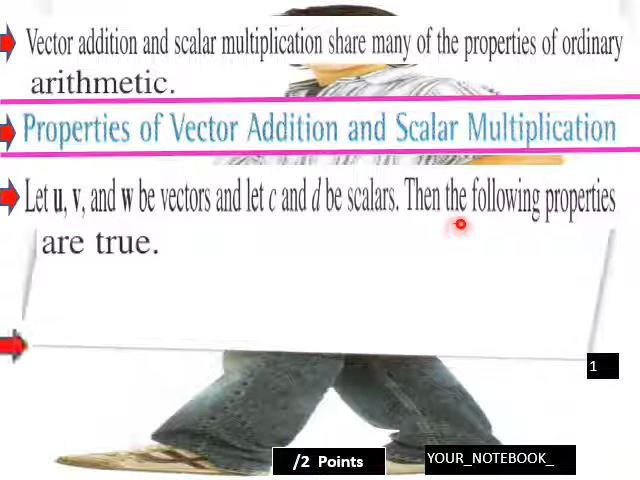 Vector addition and scalar multiplication share many of the properties of ordinary
arithmetic.
Properties of Vector Addition and Scalar Multiplication
Let u, v, and w be vectors and let c and d be scalars. Then the following properties
are true.
1
/2 Points
YOUR_NOTEBOOK_